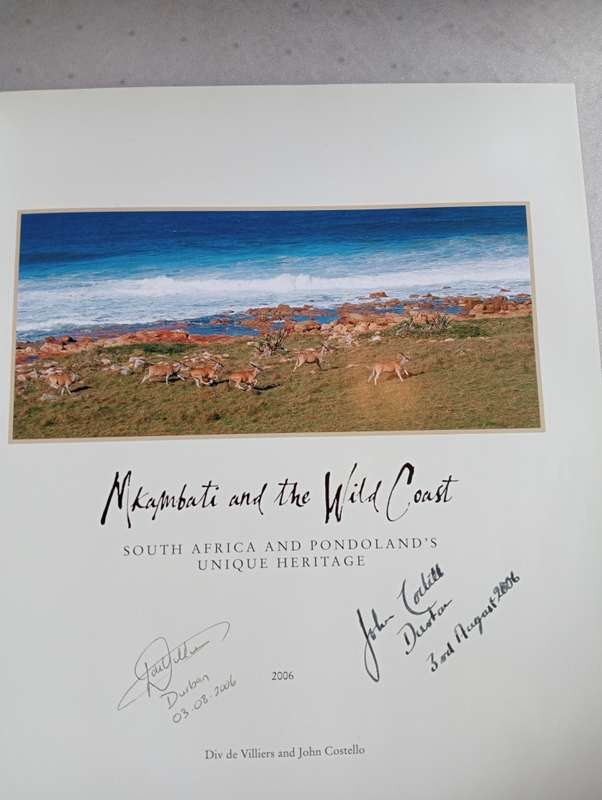 Mkambati and the Wild Coast
SOUTH AFRICA AND PONDOLAND'S
UNIQUE HERITAGE
John Costello
Durban
3rd August 2006
Durban
03.08.2006
2006
Div de Villiers and John Costello